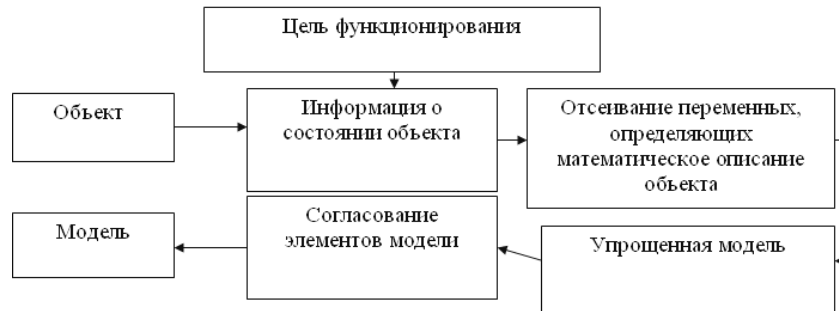 Цель функционирования
Объект
Информация о
состоянии объекта
Отсеивание переменных,
определяющих
математическое описание
объекта
Модель
Согласование
элементов модели
Упрощенная модель